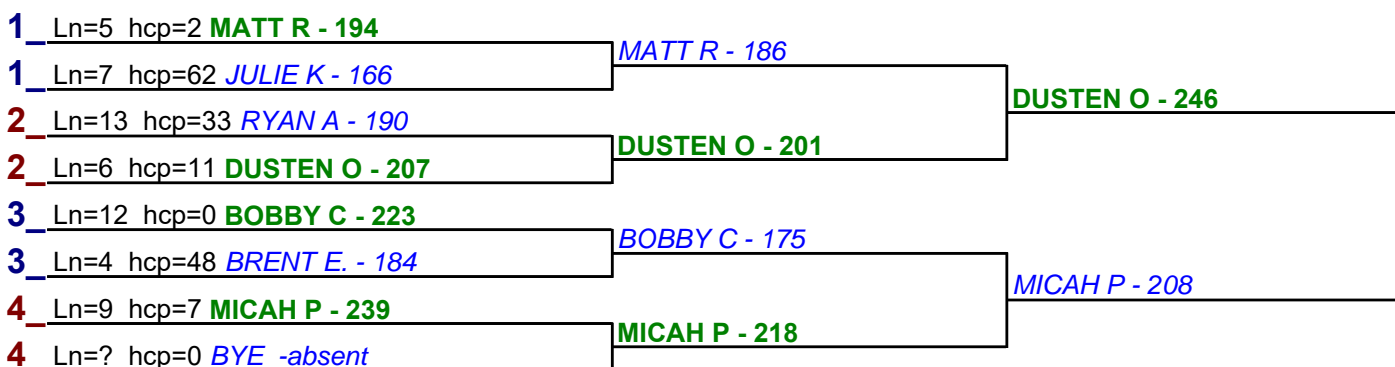 1_ Ln=5 hcp=2 MATT R - 194
MATT R - 186
1_ Ln=7 hcp=62 JULIE K - 166
DUSTEN O - 246
2_ Ln=13 hcp=33 RYAN A - 190
DUSTEN O - 201
2_ Ln=6 hcp=11 DUSTEN O - 207
3_ Ln=12 hcp=0 BOBBY C - 223
BOBBY C - 175
3_ Ln=4 hcp=48 BRENT E. - 184
MICAH P - 208
4_ Ln=9 hcp=7 MICAH P - 239
MICAH P - 218
4 Ln=? hcp=0 BYE -absent